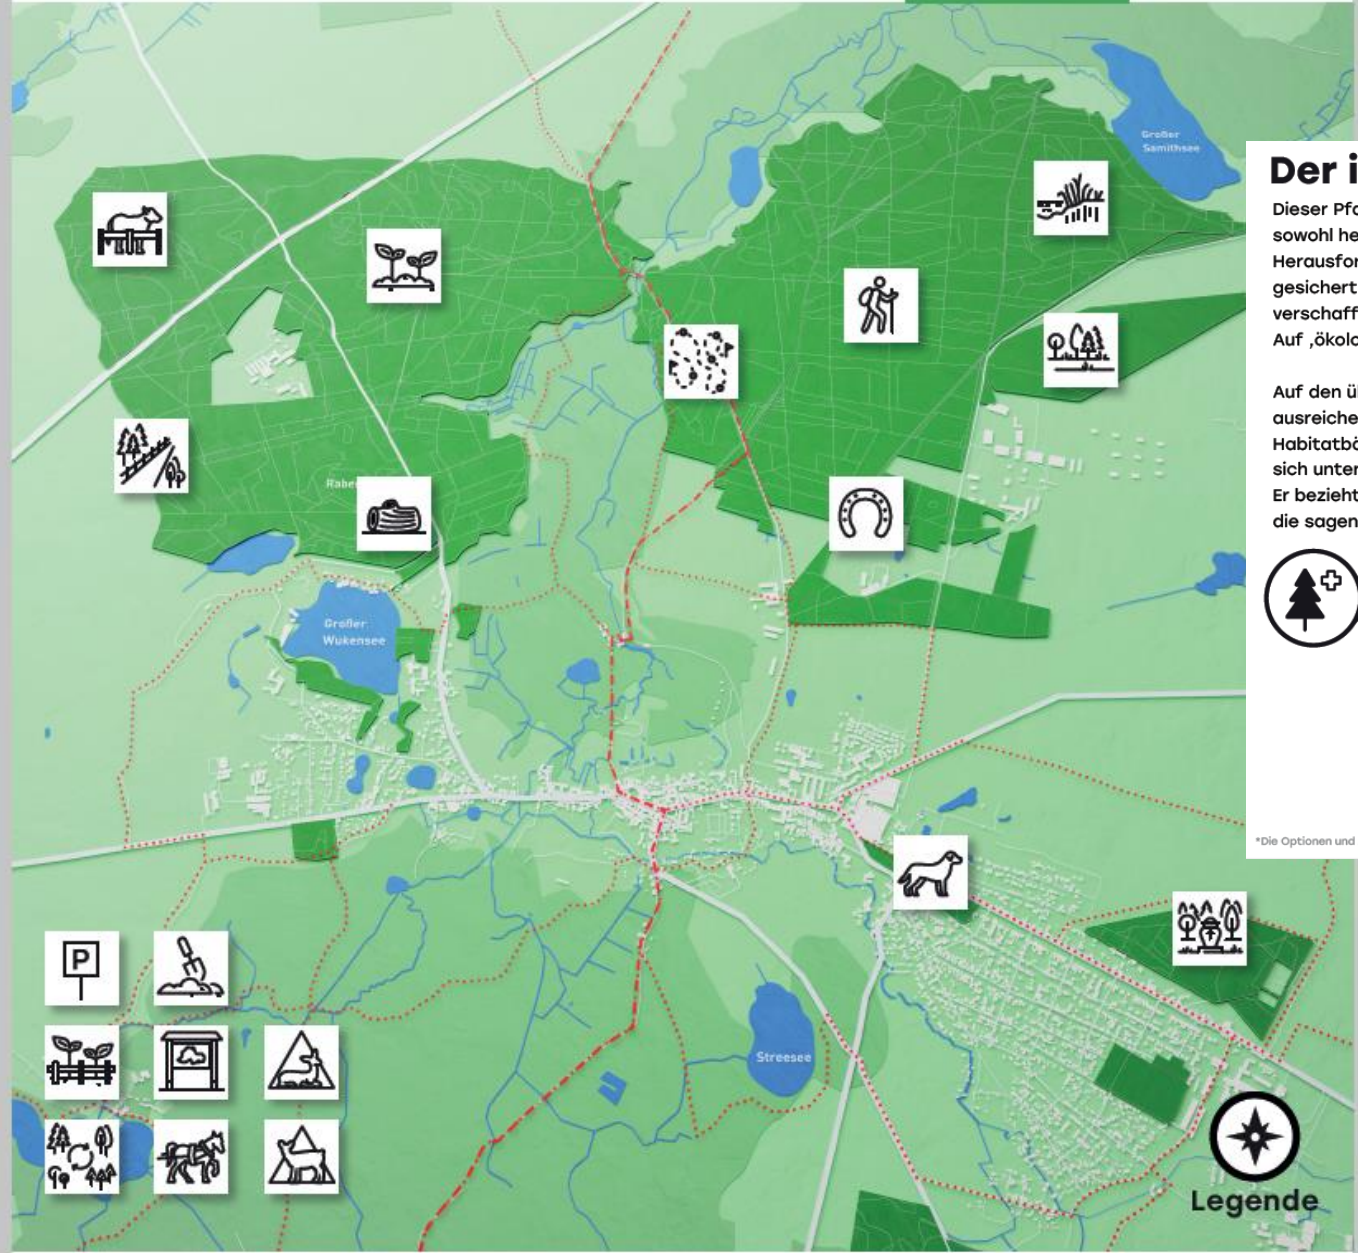 Großer
Samithsee
Der i
Dieser Pfa
sowohl he
Herausfor
gesichert
verschaff
Auf ‚ökolo
Auf den ü
ausreiche
Habitatbä
sich unter
Er bezieht
die sagen
Rabe
Großer
Wukensee
*Die Optionen und
P
Streesee
Legende